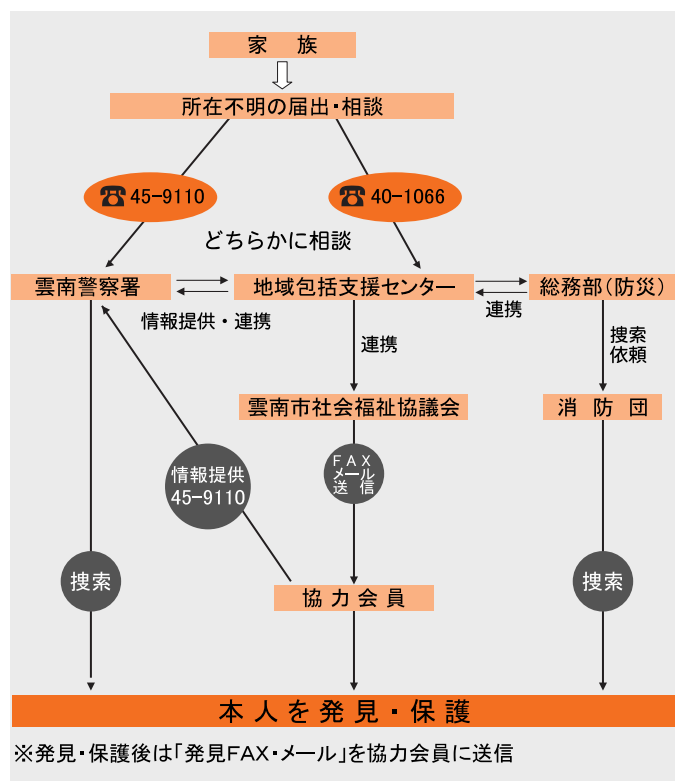 家　族
所在不明の届出・相談
☎45-9110
☎40-1066
どちらかに相談
雲南警察署
地域包括支援センター
総務部(防災)
情報提供・連携
連携
連携
捜索
依頼
雲南市社会福祉協議会
消防団
情報提供
45-9110
FAX
メール
送信
捜索
捜索
協力会員
本人を発見・保護
※発見・保護後は「発見FAX・メール」を協力会員に送信